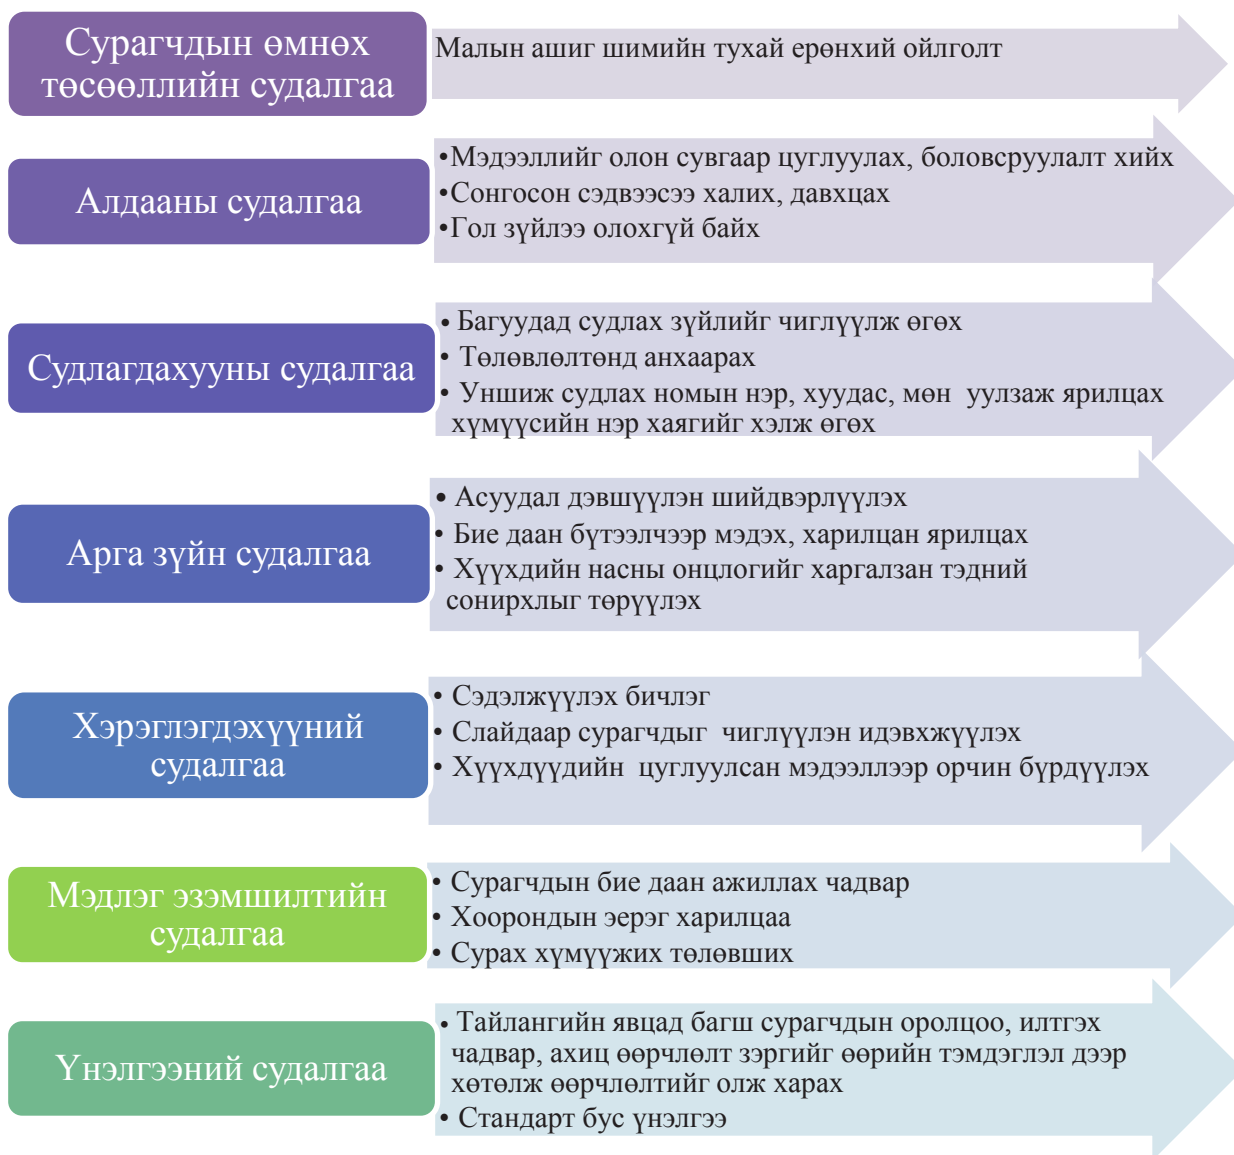 Сурагчдын өмнөх
төсөөллийн судалгаа
Малын ашиг шимийн тухай ерөнхий ойлголт
Алдааны судалгаа
•Мэдээллийг олон сувгаар цуглуулах, боловсруулалт хийх
•Сонгосон сэдвээсээ халих, давхцах
•Гол зүйлээ олохгүй байх
Судлагдахууны судалгаа
• Багуудад судлах зүйлийг чиглүүлж өгөх
• Төлөвлөлтөнд анхаарах
• Уншиж судлах номын нэр, хуудас, мөн уулзаж ярилцах
хүмүүсийн нэр хаягийг хэлж өгөх
Арга зүйн судалгаа
• Асуудал дэвшүүлэн шийдвэрлүүлэх
• Бие даан бүтээлчээр мэдэх, харилцан ярилцах
• Хүүхдийн насны онцлогийг харгалзан тэдний
сонирхлыг төрүүлэх
Хэрэглэгдэхүүний
судалгаа
• Сэдэлжүүлэх бичлэг
• Слайдаар сурагчдыг чиглүүлэн идэвхжүүлэх
• Хүүхдүүдийн цуглуулсан мэдээллээр орчин бүрдүүлэх
Мэдлэг эзэмшилтийн
судалгаа
• Сурагчдын бие даан ажиллах чадвар
• Хоорондын эерэг харилцаа
• Сурах хүмүүжих төлөвших
Үнэлгээний судалгаа
• Тайлангийн явцад багш сурагчдын оролцоо, илтгэх
чадвар, ахиц өөрчлөлт зэргийг өөрийн тэмдэглэл дээр
хөтөлж өөрчлөлтийг олж харах
• Стандарт бус үнэлгээ